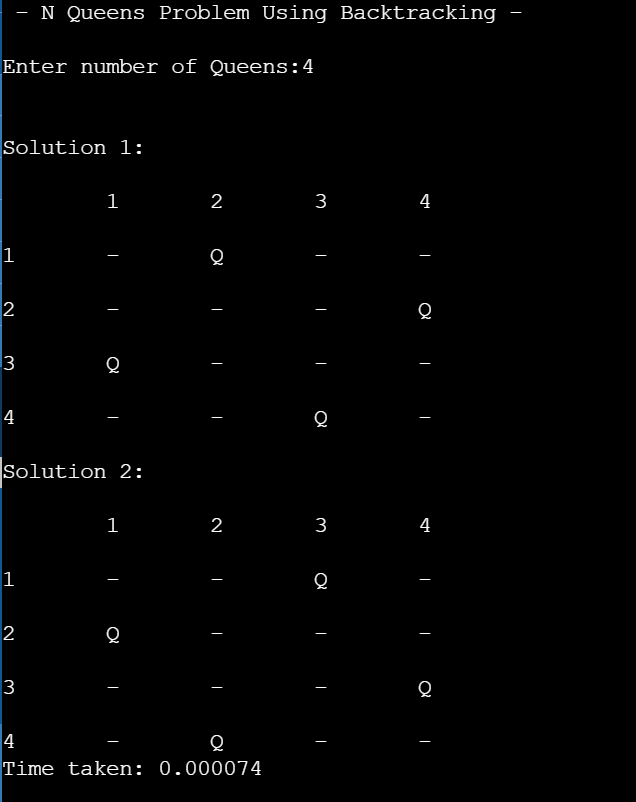 - N Queens Problem Using Backtracking -
Enter number of Queens:4
Solution 1:
1 2 3 4
1 - Q - -
2 - - - Q
3 Q - - -
4 - - Q -
Solution 2:
1 2 3 4
1 - - Q -
2 Q - - -
3 - - - Q
4 - Q - -
Time taken: 0.000074